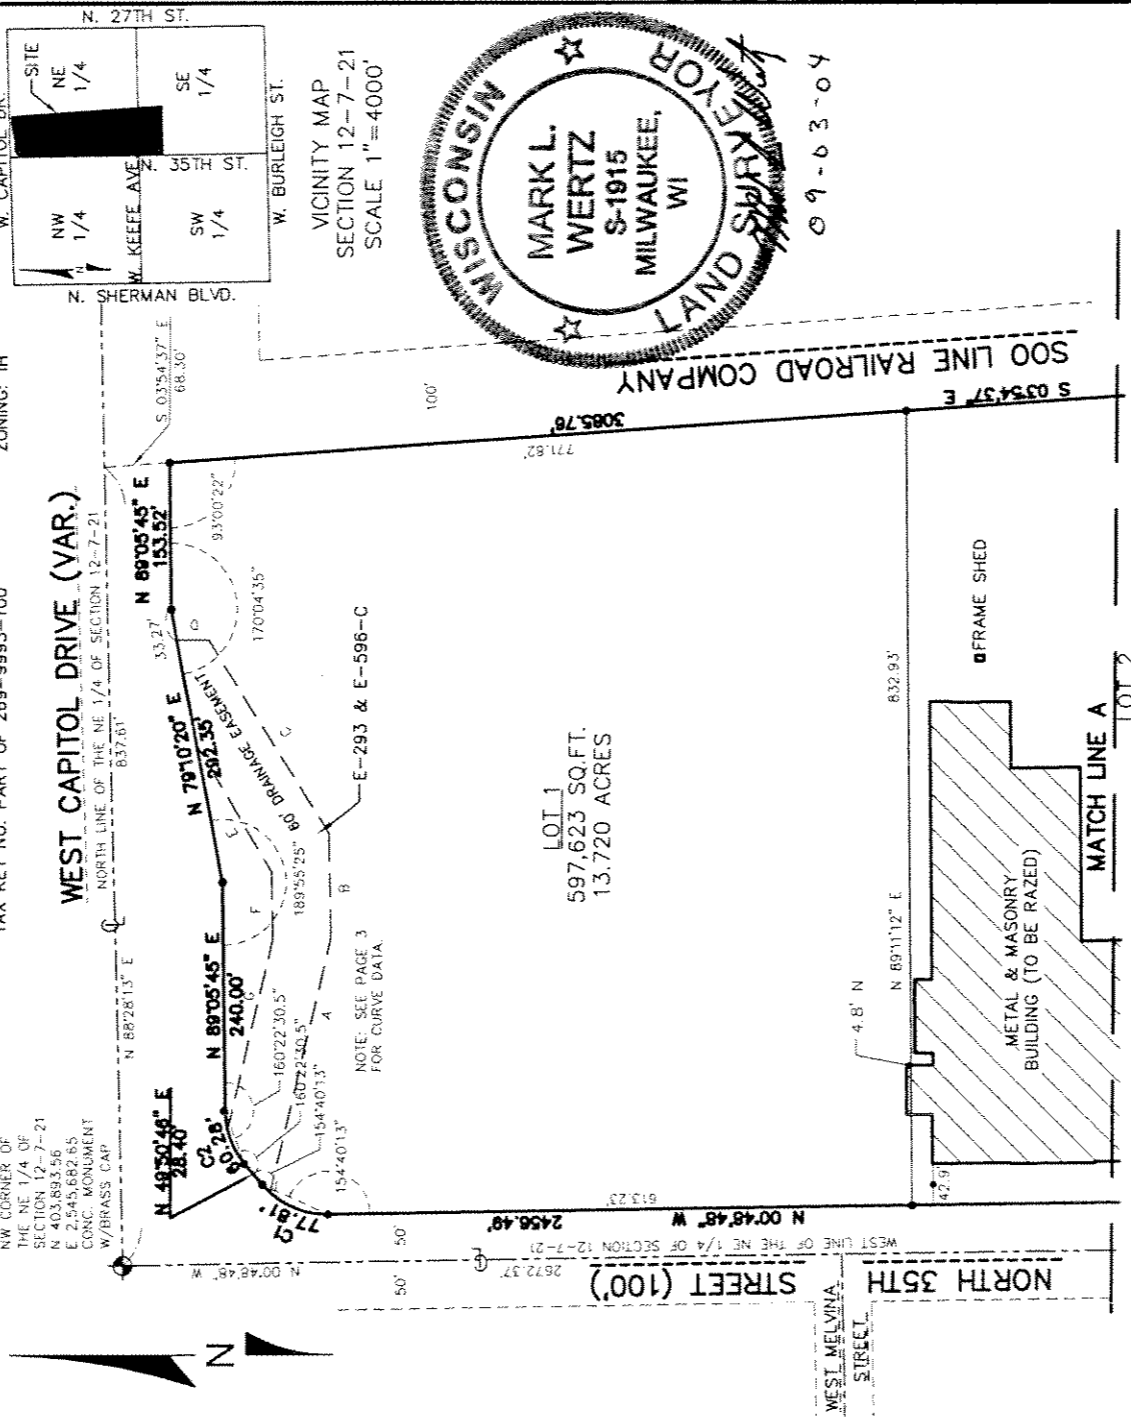 NW CORNER OF
THE NE 1/4 OF
SECTION 12-7-21
N 403,893.56
E 2,545,682.65
CONC. MONUMENT
W/BRASS CAP
TAX KEY NO. PART OF 269-9993-100
ZONING: IH
W. CAPITOL DR.
N. 27TH ST.
SITE
NW
1/4
NE
1/4
W. KEEFE AVE
N. 35TH ST.
SW
1/4
SE
1/4
N
N. SHERMAN BLVD.
W. BURLEIGH ST.
VICINITY MAP
SECTION 12-7-21
SCALE 1"=4000'
WISCONSIN
MARK L.
WERTZ
S-1915
MILWAUKEE,
WI
LAND SURVEYOR
09-03-04
WEST CAPITOL DRIVE (VAR.)
NORTH LINE OF THE NE 1/4 OF SECTION 12-7-21
837.61'
N 88°28'13" E
S 03°54'37" E
68.30'
N 49°50'46" E
28.40'
C2
60.28'
C1
77.81'
N 89°05'45" E
240.00'
N 79°10'20" E
292.35'
33.27'
N 89°05'45" E
153.52'
93°00'22"
170°04'35"
189°55'25"
60' DRAINAGE EASEMENT
A
B
C
D
E
F
G
160°22'30.5"
160°22'30.5"
154°40'13"
154°40'13"
E-293 & E-596-C
NOTE: SEE PAGE 3
FOR CURVE DATA.
100'
3085.76'
771.82'
S 03°54'37" E
SOO LINE RAILROAD COMPANY
LOT 1
597,623 SQ.FT.
13.720 ACRES
N 00°48'48" W
50'
50'
2456.49'
N 00°48'48" W
613.23'
WEST LINE OF THE NE 1/4 OF SECTION 12-7-21
2672.37'
NORTH 35TH STREET (100')
WEST MELVINA
STREET
N
4.8' N
42.9'
N 89°11'12" E
832.93'
FRAME SHED
METAL & MASONRY
BUILDING (TO BE RAZED)
MATCH LINE A
LOT 2